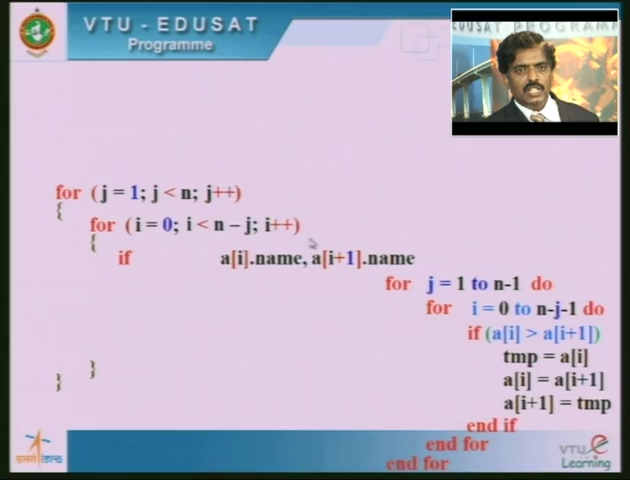 VTU - EDUSAT
Programme
EDUSAT PROGRAMM
for (j = 1; j < n; j++)
{
for (i = 0; i < n – j; i++)
{
if a[i].name, a[i+1].name
for j = 1 to n-1 do
for i = 0 to n-j-1 do
if (a[i] > a[i+1])
tmp = a[i]
a[i] = a[i+1]
a[i+1] = tmp
end if
end for
end for
}
}
VTU e
Learning